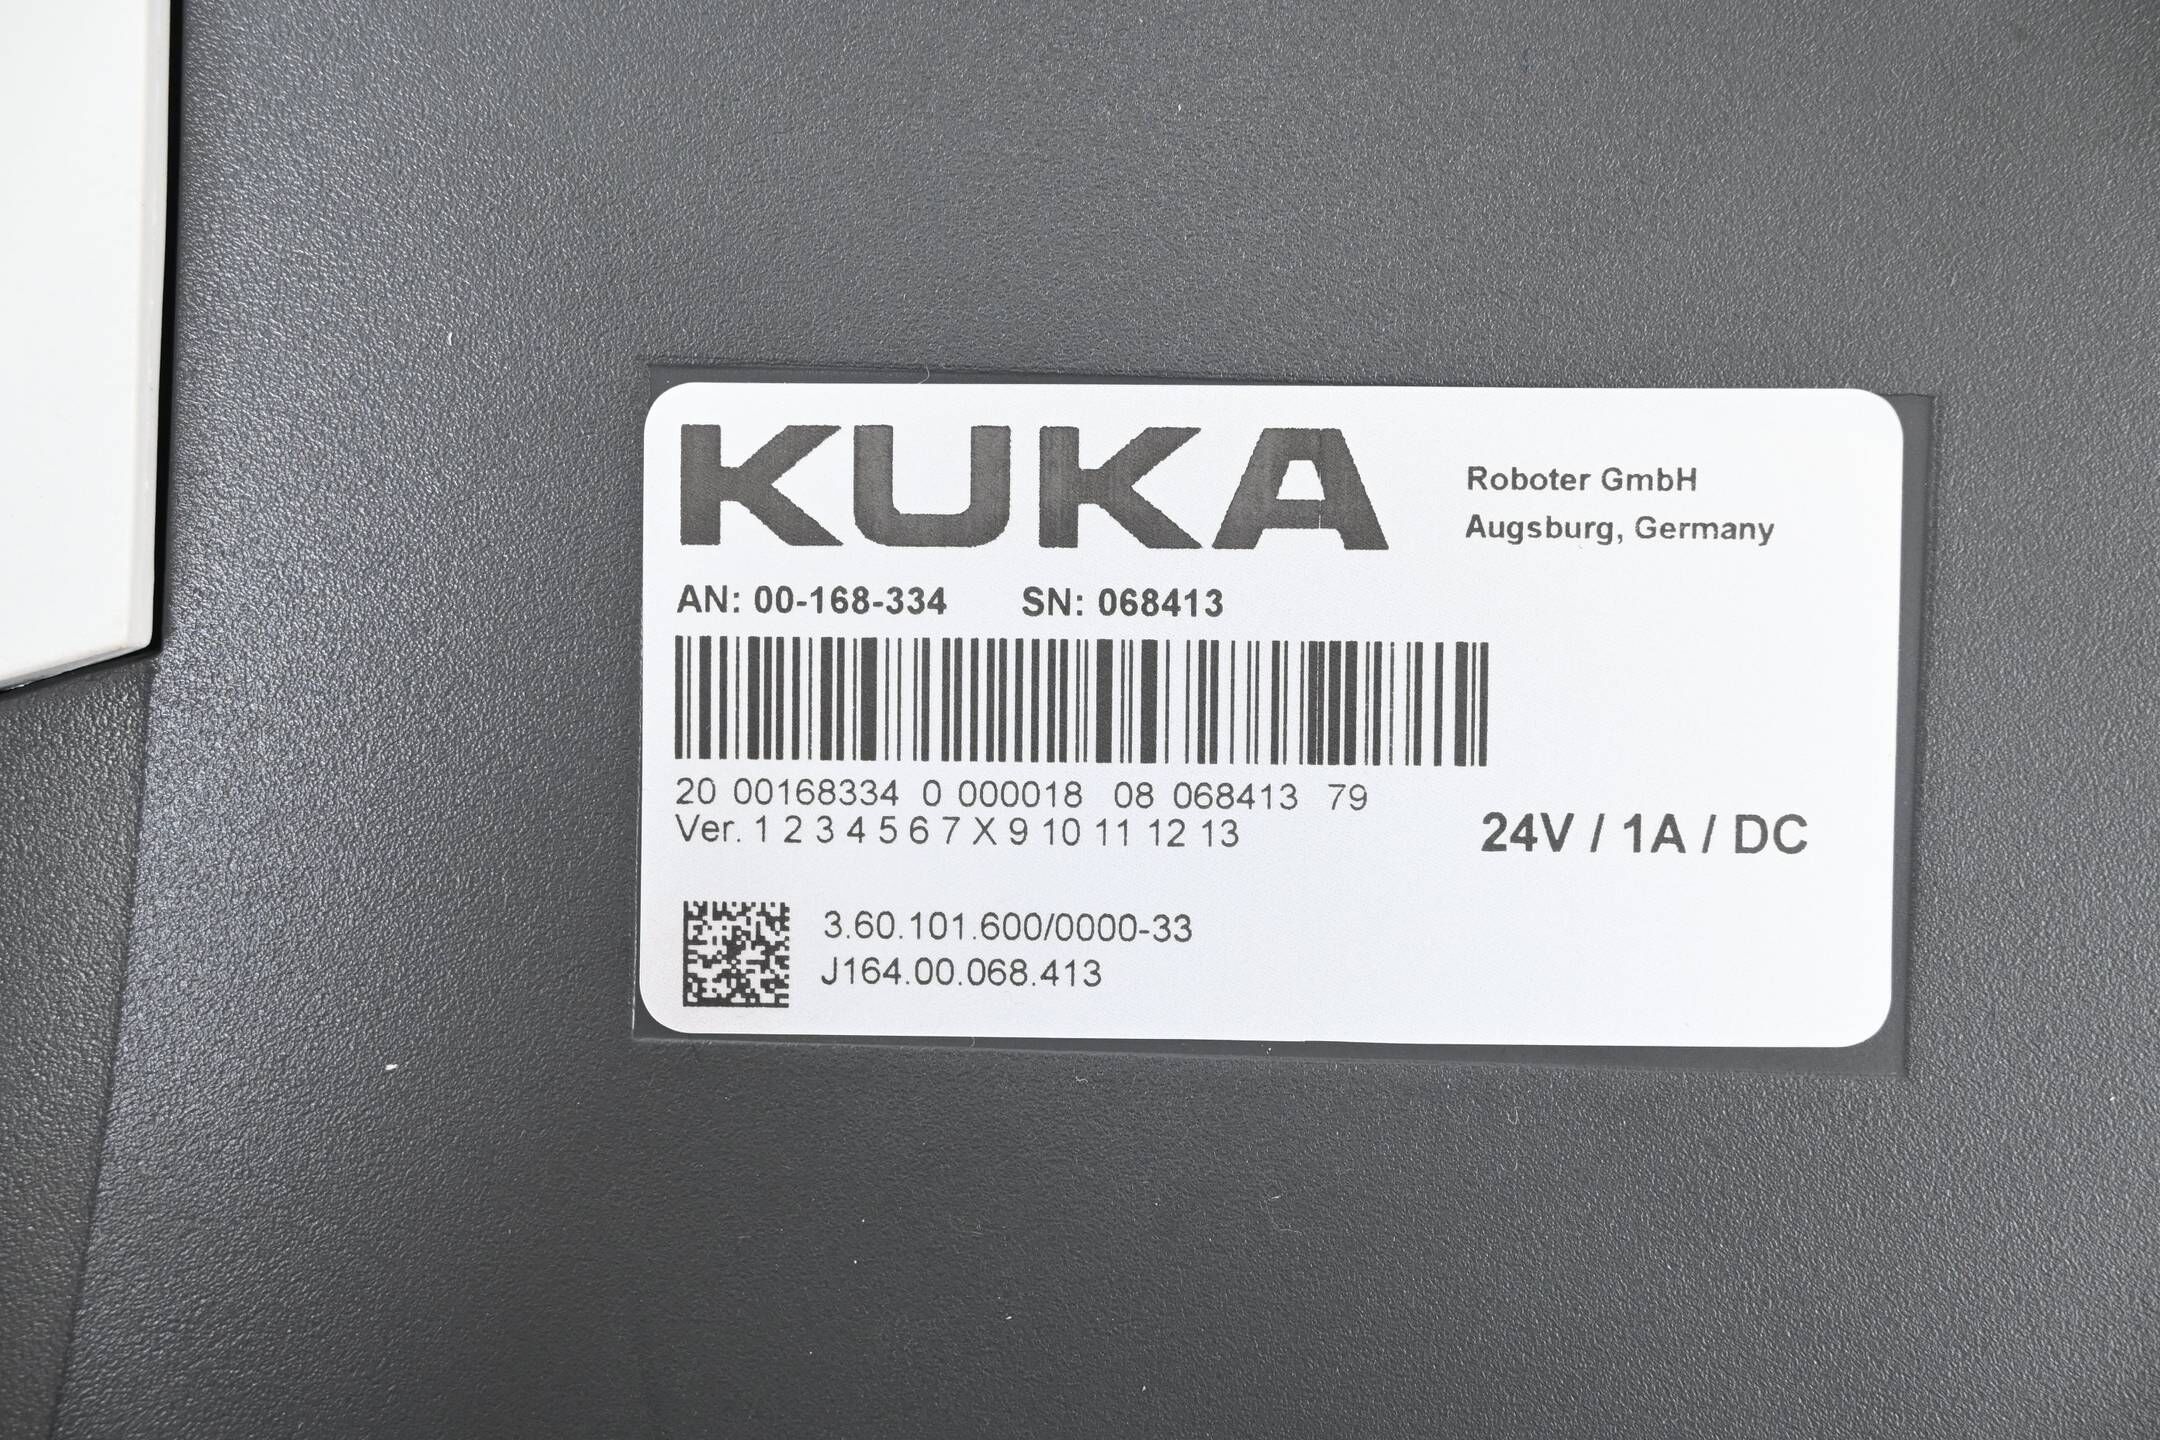 KUKA
Roboter GmbH
Augsburg, Germany
AN: 00-168-334 SN: 068413
20 00168334 0 000018 08 068413 79
Ver. 1 2 3 4 5 6 7 X 9 10 11 12 13
24V / 1A / DC
3.60.101.600/0000-33
J164.00.068.413